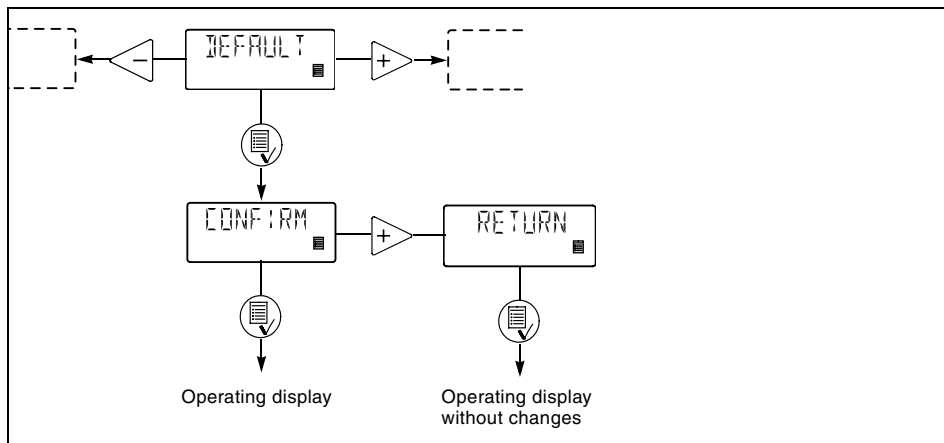 DEFAULT
- +
CONFIRM
+
RETURN
Operating display
Operating display
without changes